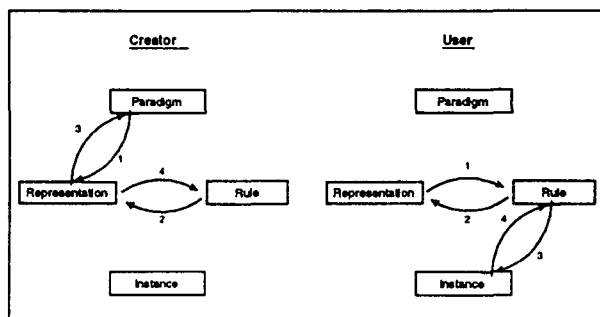 Creator User
Paradigm Paradigm
3 1
4 1
Representation Rule Representation Rule
2 2 4
3
Instance Instance